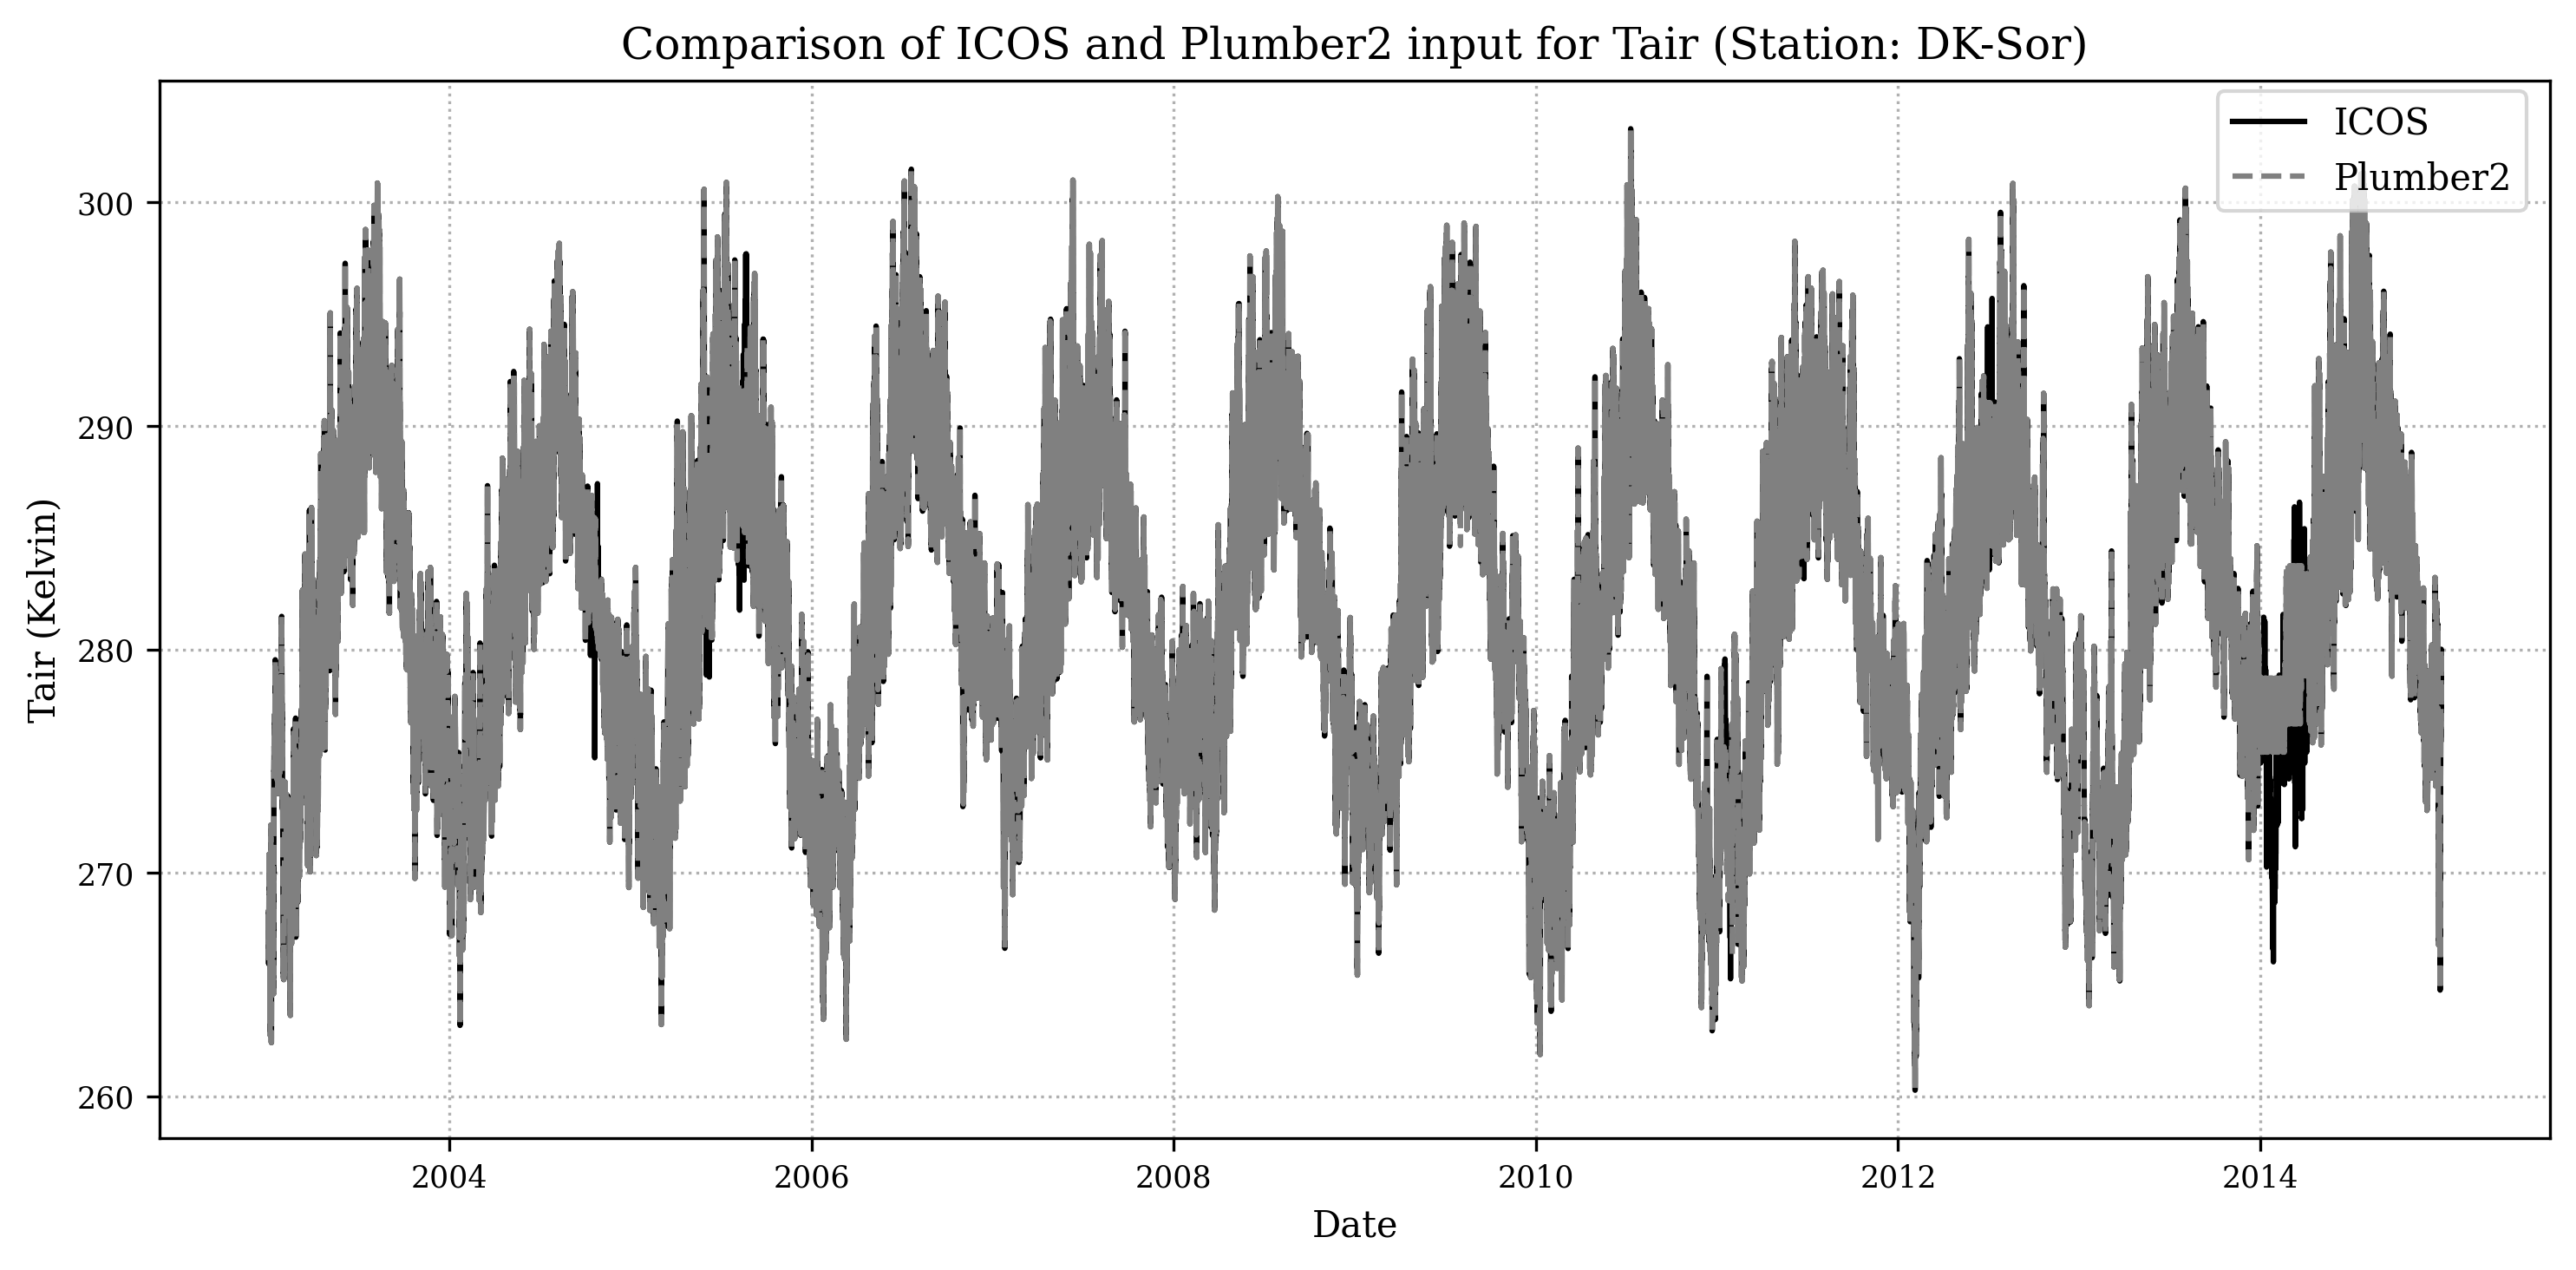 Comparison of ICOS and Plumber2 input for Tair (Station: DK-Sor)
ICOS
Plumber2
Tair (Kelvin)
300
290
280
270
260
2004 2006 2008 2010 2012 2014
Date